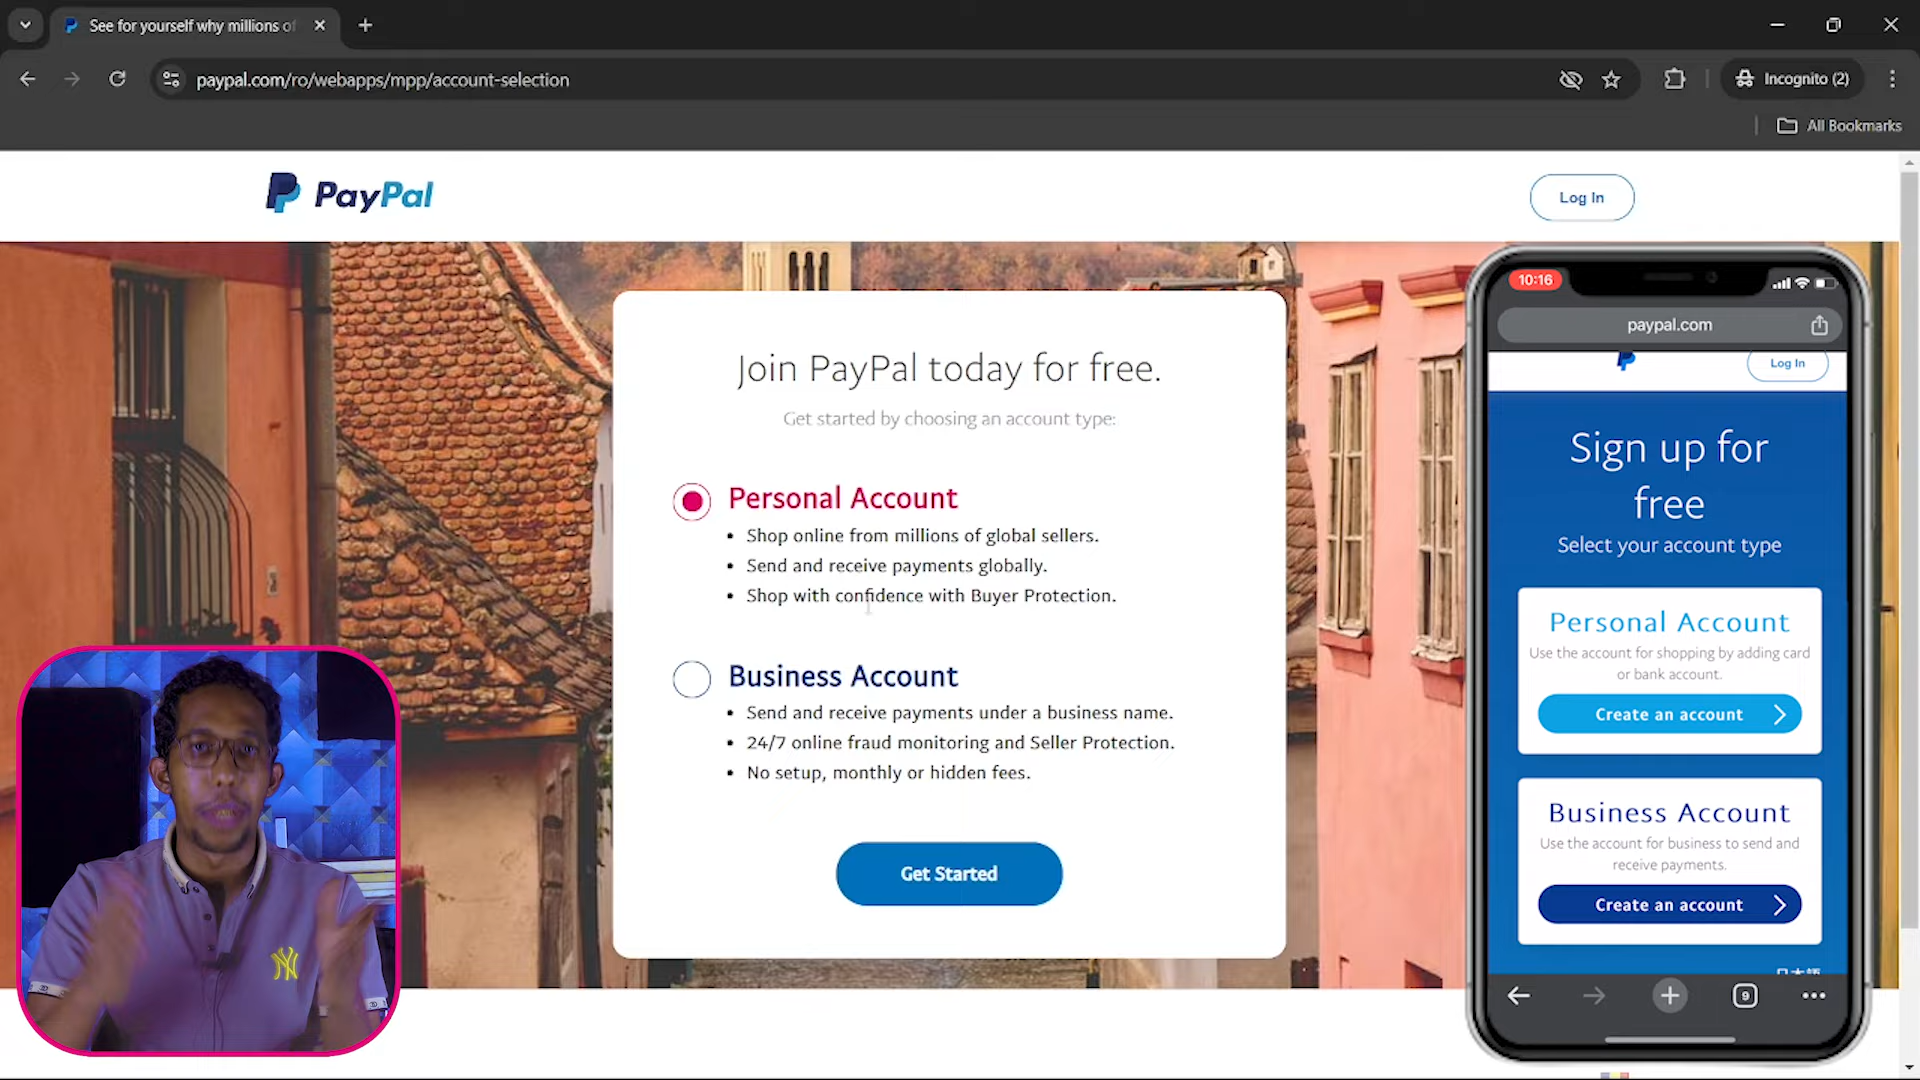 See for yourself why millions of
paypal.com/ro/webapps/mpp/account-selection
Incognito (2)
All Bookmarks
PayPal
Log In
Join PayPal today for free.
Get started by choosing an account type:
Personal Account
• Shop online from millions of global sellers.
• Send and receive payments globally.
• Shop with confidence with Buyer Protection.
Business Account
• Send and receive payments under a business name.
• 24/7 online fraud monitoring and Seller Protection.
• No setup, monthly or hidden fees.
Get Started
NY
10:16
paypal.com
Log In
Sign up for
free
Select your account type
Personal Account
Use the account for shopping by adding card
or bank account.
Create an account
Business Account
Use the account for business to send and
receive payments.
Create an account
9